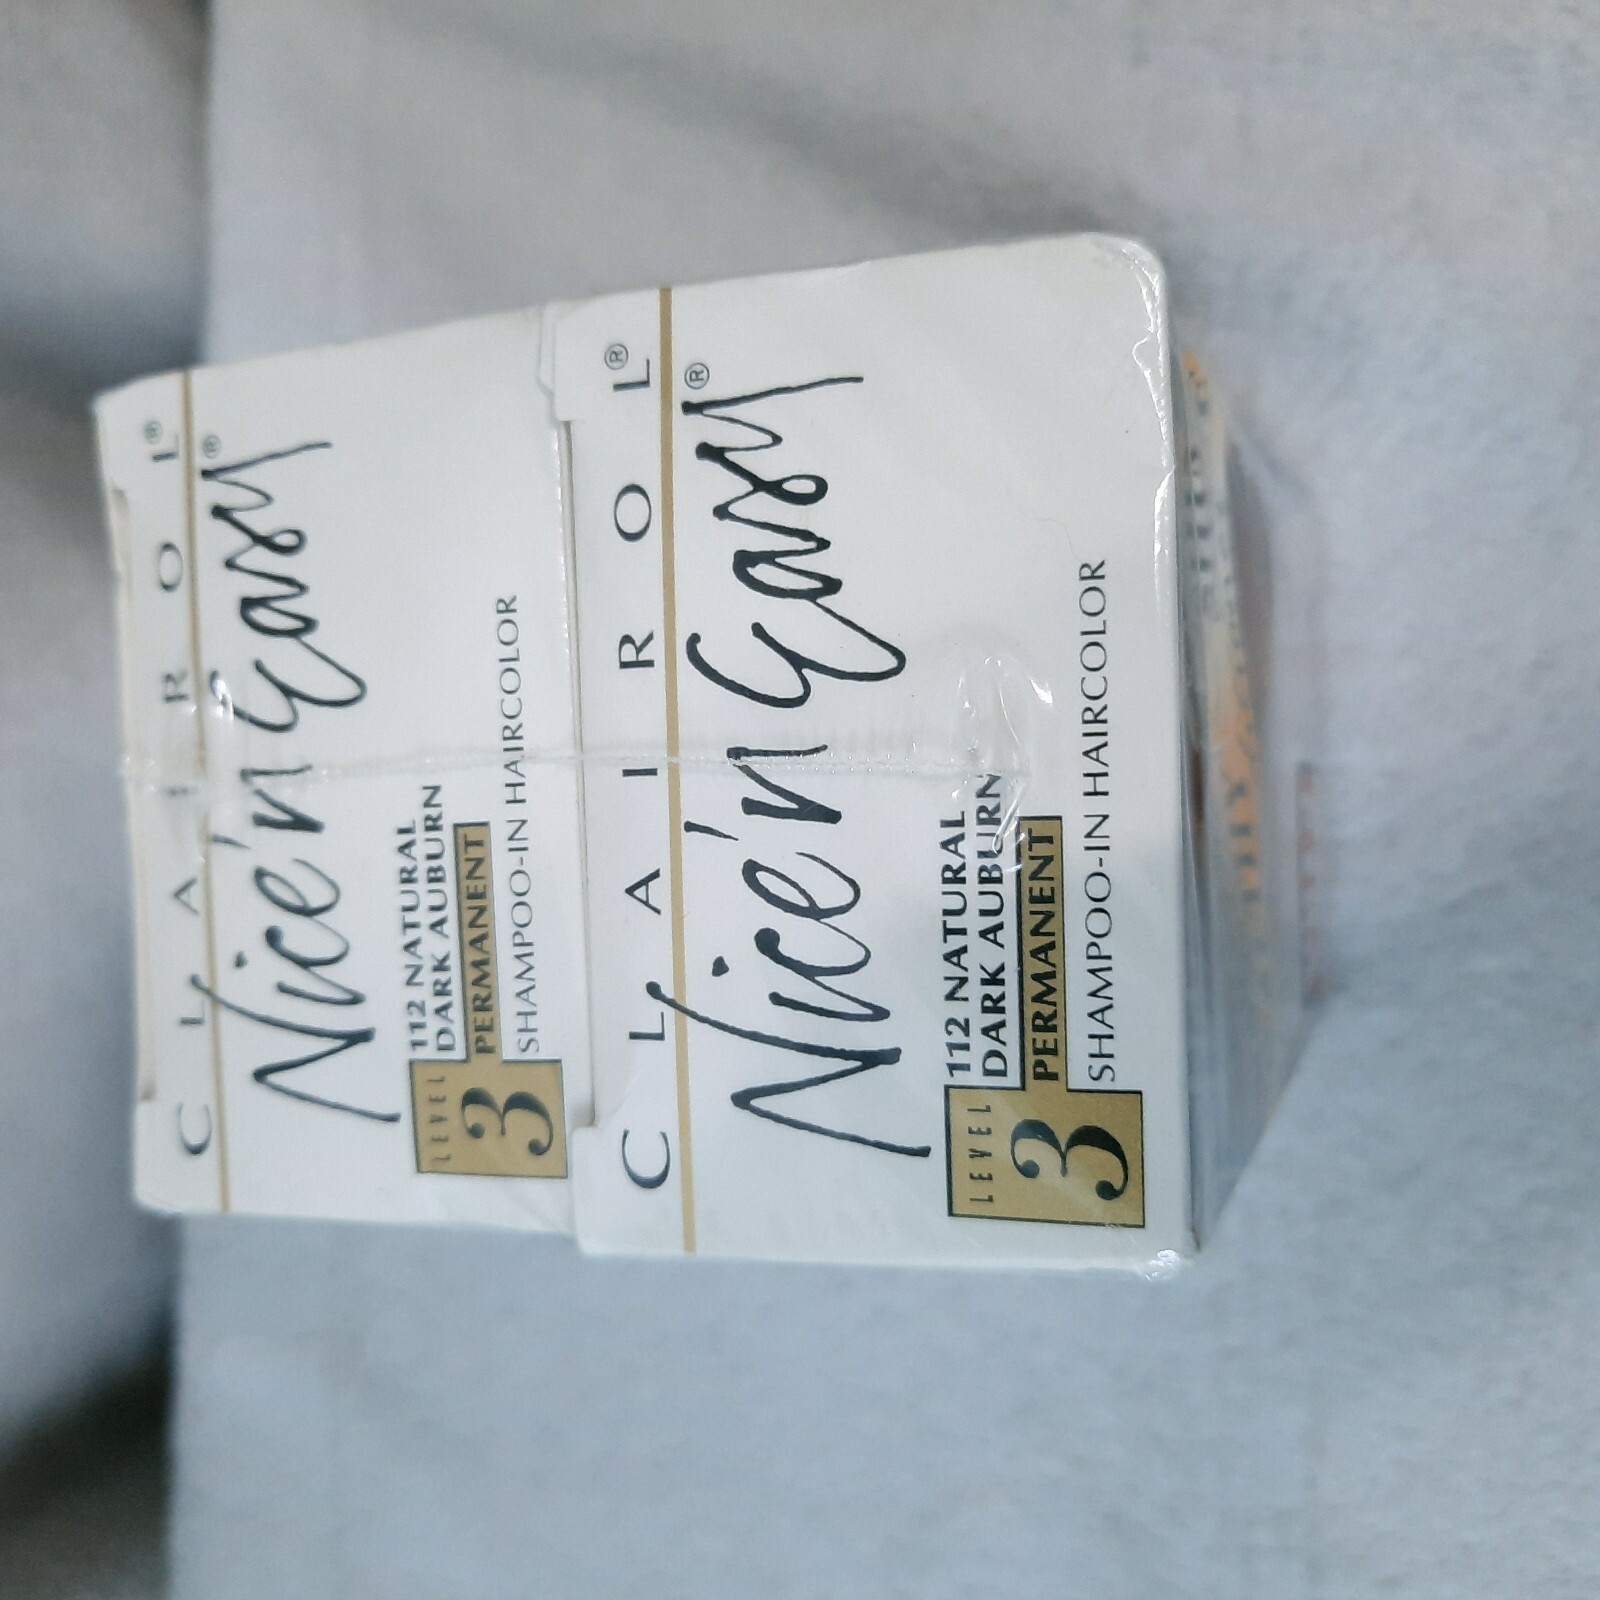 CLAIROL®
Nice'n Easy®
112 NATURAL
DARK AUBURN
LEVEL
3
PERMANENT
SHAMPOO-IN HAIRCOLOR
CLAIROL®
Nice'n Easy®
112 NATURAL
DARK AUBURN
LEVEL
3
PERMANENT
SHAMPOO-IN HAIRCOLOR